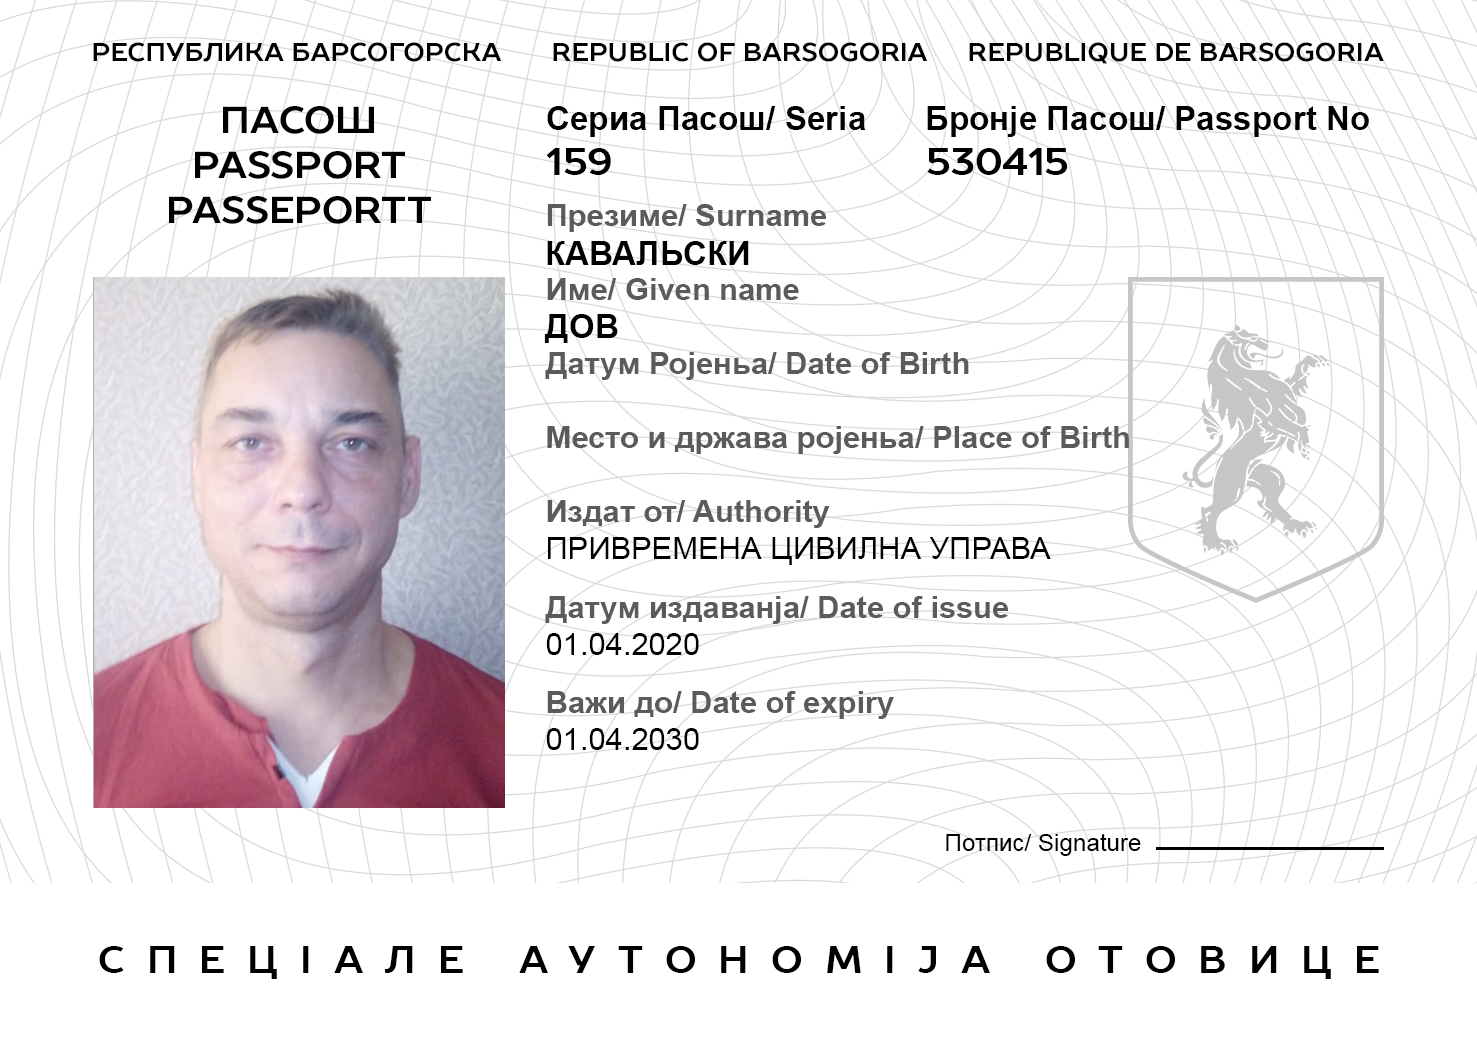 РЕСПУБЛИКА БАРСОГОРСКА REPUBLIC OF BARSOGORIA REPUBLIQUE DE BARSOGORIA
ПАСОШ
PASSPORT
PASSEPORTT
Сериа Пасош/ Seria
159
Бронје Пасош/ Passport No
530415
Презиме/ Surname
КАВАЛЬСКИ
Име/ Given name
ДОВ
ДатумРојења/ Date of Birth
Место и држава ројења/ Place of Birth
Издат от/ Authority
ПРИВРЕМЕНА ЦИВИЛНА УПРАВА
Датум издаванја/ Date of issue
01.04.2020
Важи до/ Date of expiry
01.04.2030
Потпис/ Signature
СПЕЦІАЛЕ АУТОНОМІЈА ОТОВИЦЕ